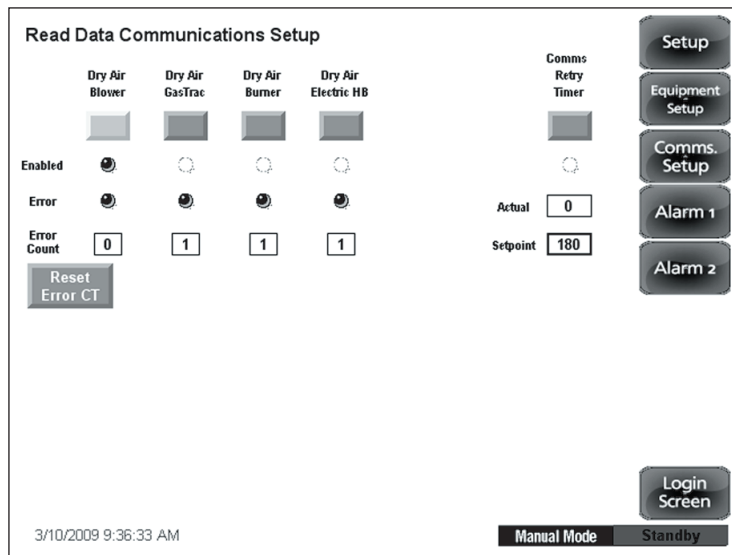 Read Data Communications Setup
Dry Air Blower
Dry Air GasTrac
Dry Air Burner
Dry Air Electric HB
Comms Retry Timer
Enabled
Error
Actual 0
Error Count 0 1 1 1
Setpoint 180
Reset Error CT
Setup
Equipment Setup
Comms. Setup
Alarm 1
Alarm 2
Login Screen
3/10/2009 9:36:33 AM
Manual Mode
Standby